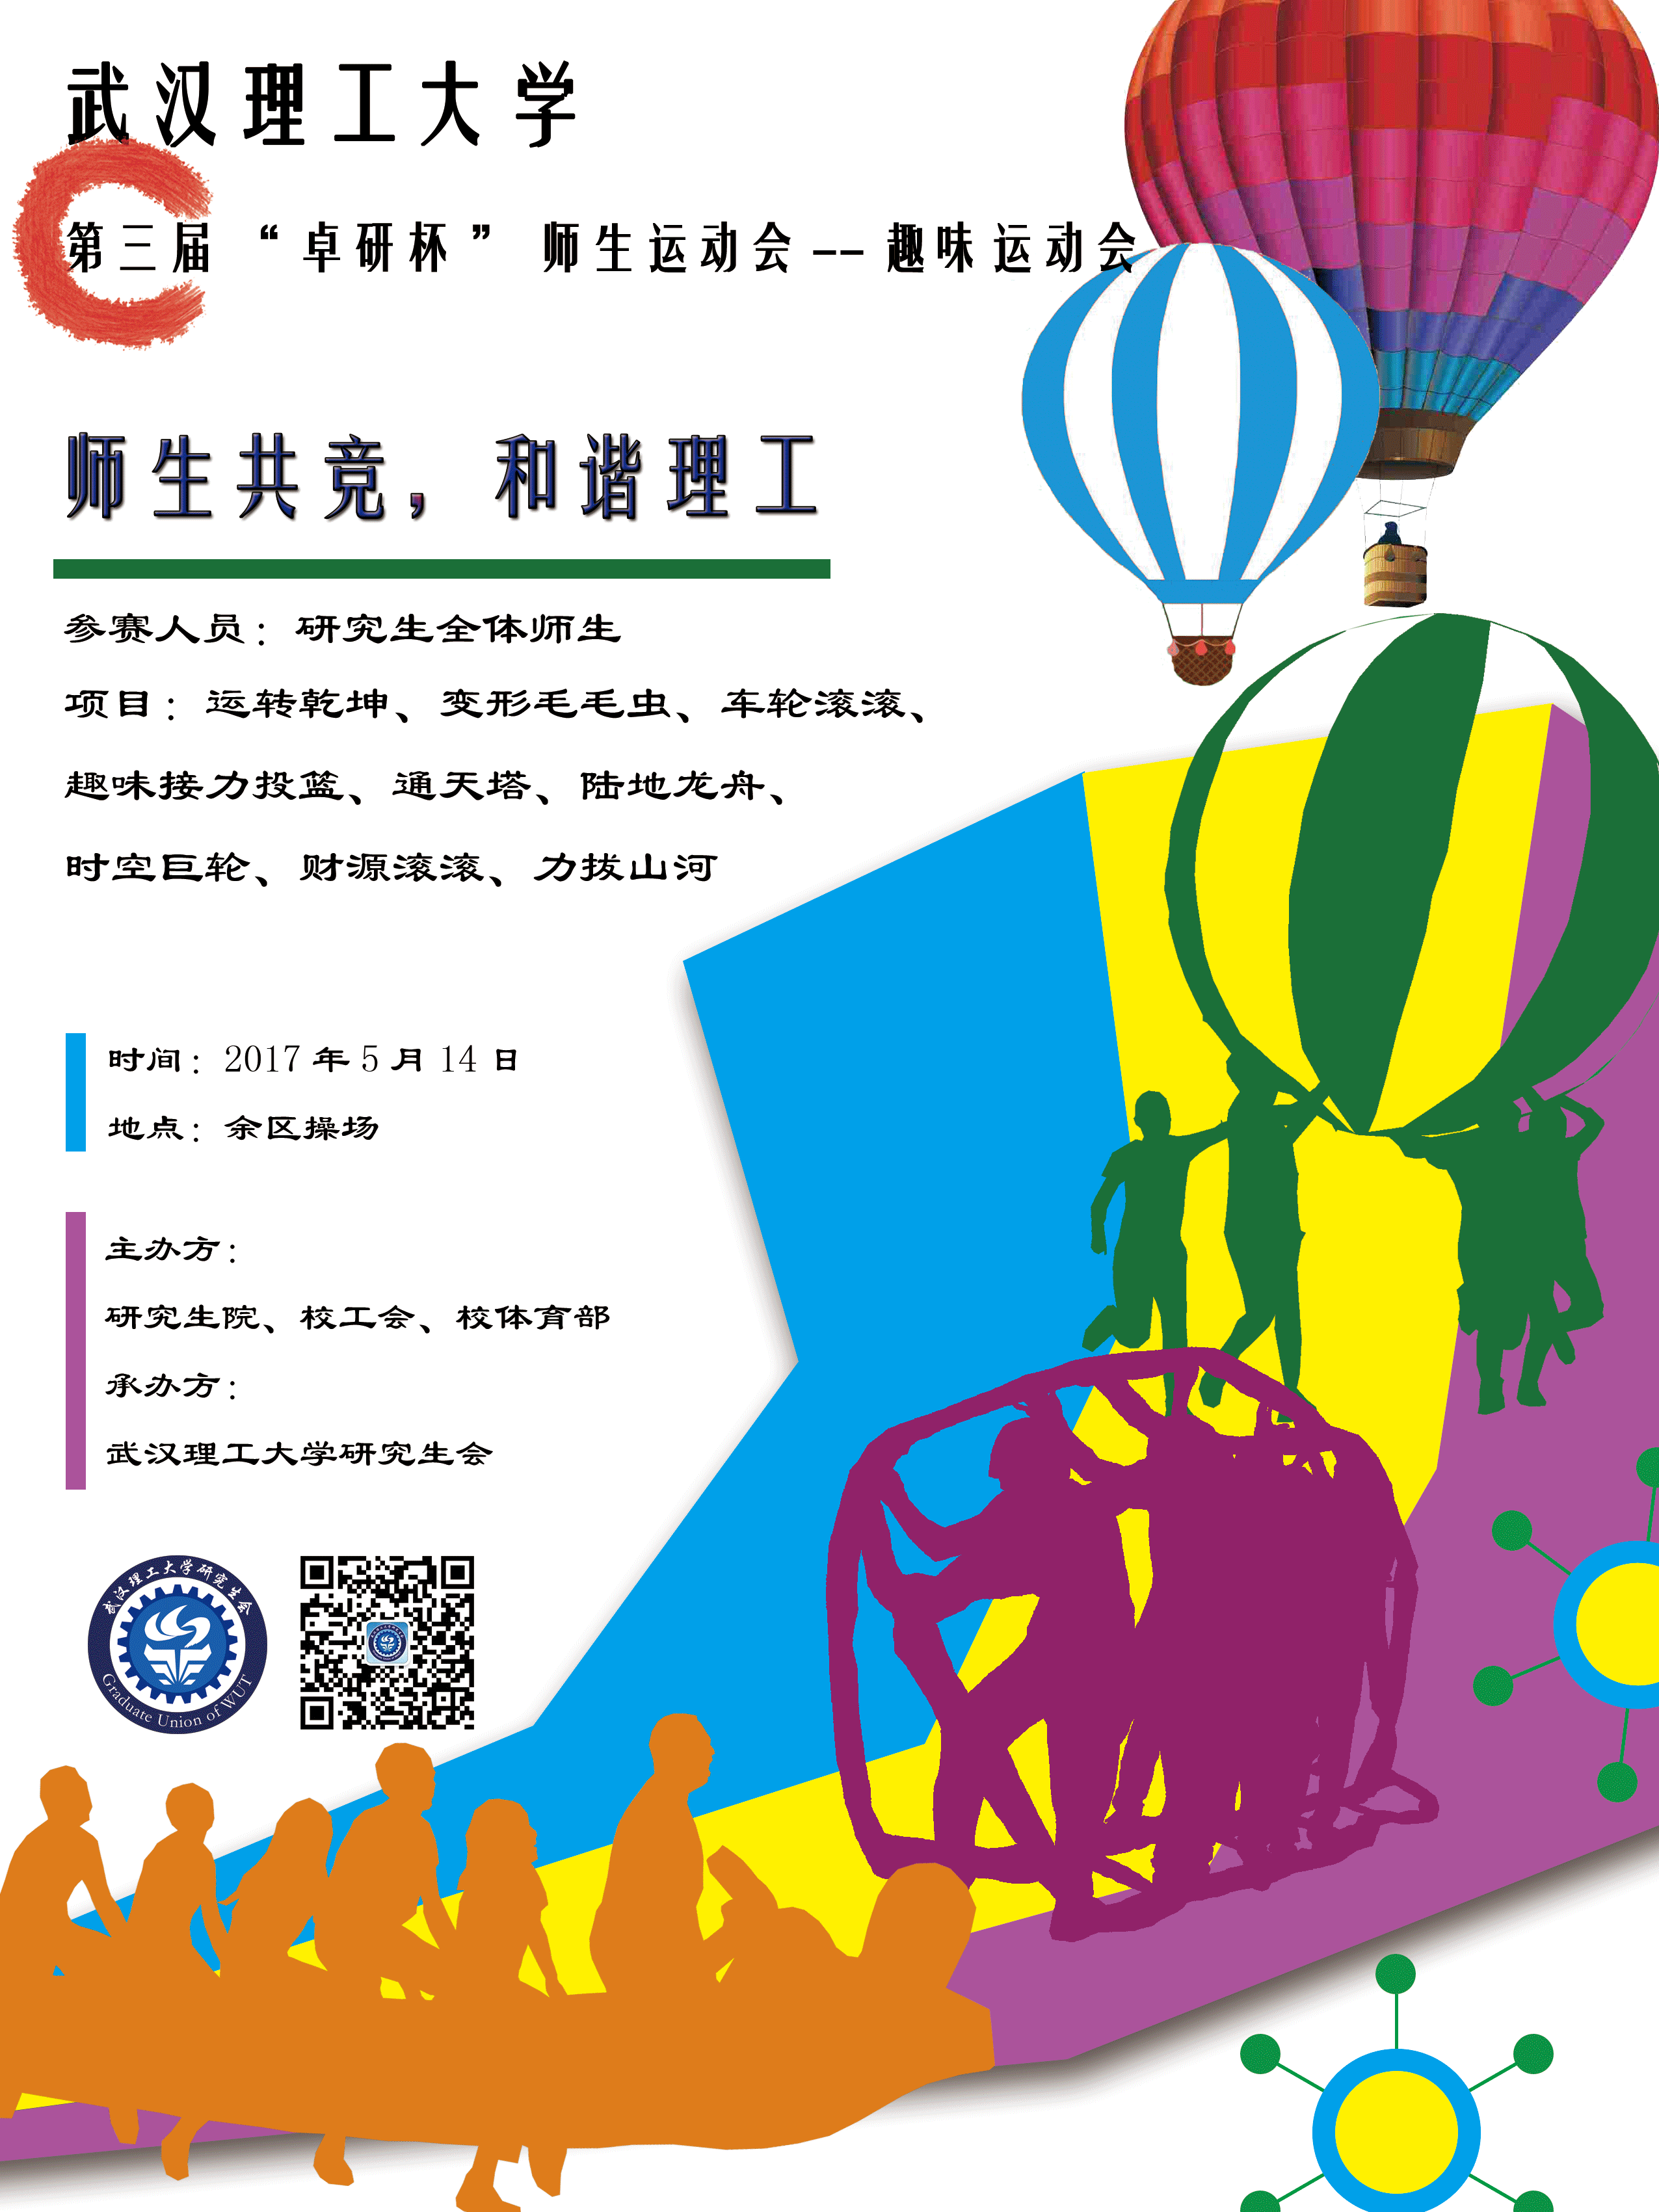 武汉理工大学
第三届“卓研杯”师生运动会--趣味运动会
师生共竞，和谐理工
参赛人员：研究生全体师生
项目：运转乾坤、变形毛毛虫、车轮滚滚、
趣味接力投篮、通天塔、陆地龙舟、
时空巨轮、财源滚滚、力拔山河
时间：2017年5月14日
地点：余区操场
主办方：
研究生院、校工会、校体育部
承办方：
武汉理工大学研究生会
武汉理工大学研究生会
Graduate Union of WUT